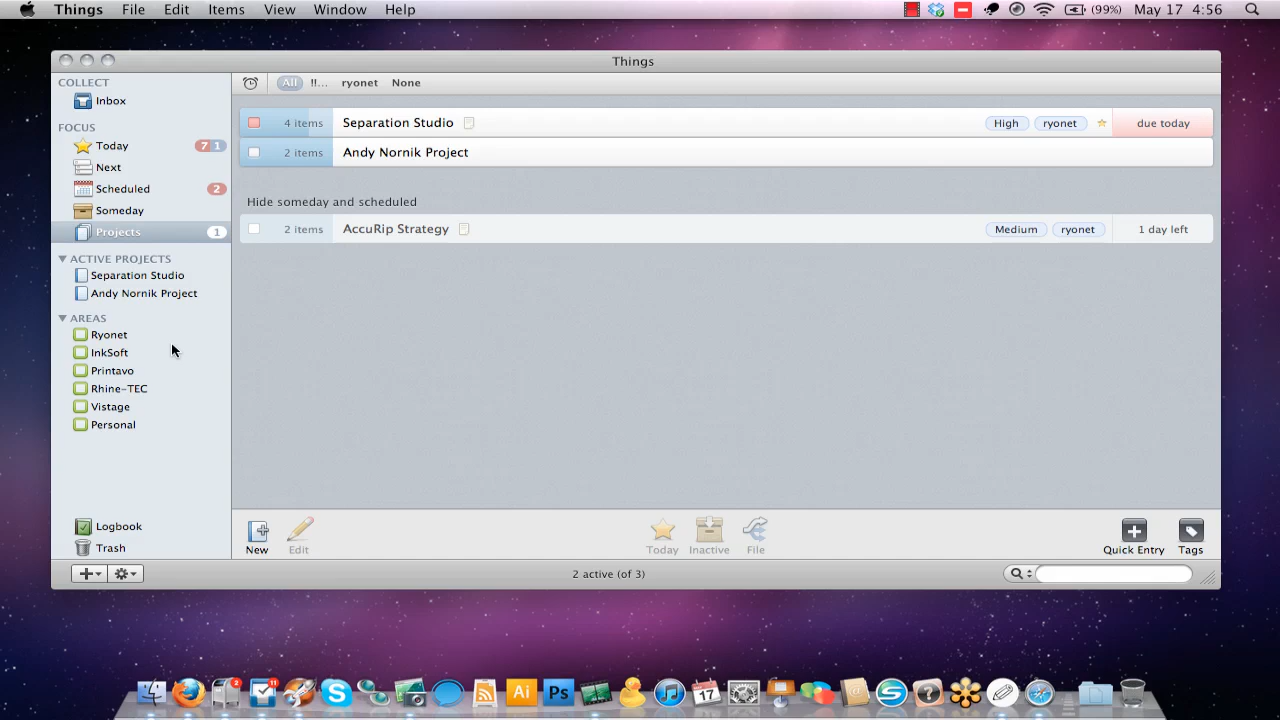 Things File Edit Items View Window Help (99%) May 17 4:56
Things
COLLECT
Inbox
FOCUS
Today 7 1
Next
Scheduled 2
Someday
Projects 1
ACTIVE PROJECTS
Separation Studio
Andy Nornik Project
AREAS
Ryonet
InkSoft
Printavo
Rhine-TEC
Vistage
Personal
Logbook
Trash
All !!... ryonet None
4 items Separation Studio High ryonet due today
2 items Andy Nornik Project
Hide someday and scheduled
2 items AccuRip Strategy Medium ryonet 1 day left
New Edit Today Inactive File Quick Entry Tags
2 active (of 3)
2 11 Ai Ps 17